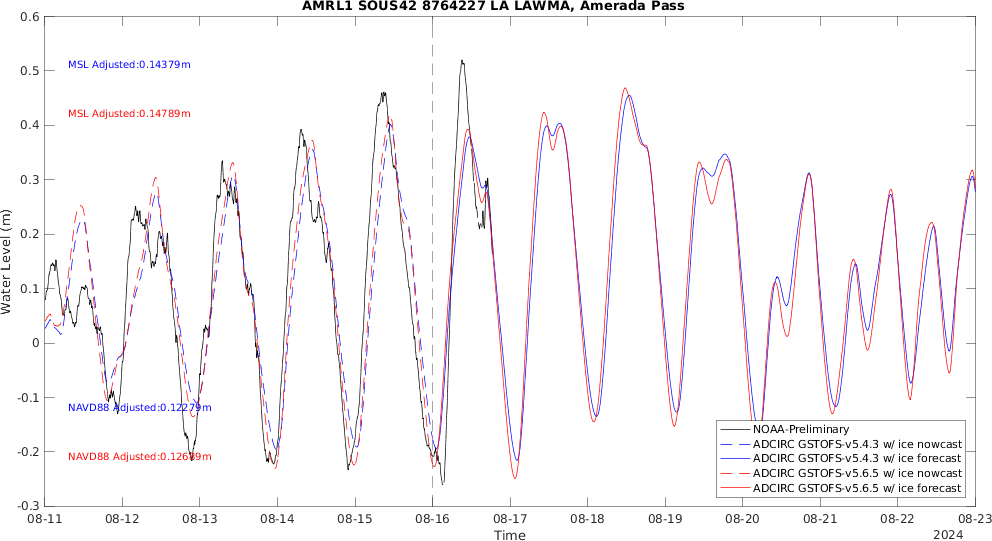 AMRL1 SOUS42 8764227 LA LAWMA, Amerada Pass
0.6
0.5
0.4
0.3
0.2
0.1
0
-0.1
-0.2
-0.3
Water Level (m)
MSL Adjusted:0.14379m
MSL Adjusted:0.14789m
NAVD88 Adjusted:0.12279m
NAVD88 Adjusted:0.12689m
NOAA-Preliminary
ADCIRC GSTOFS-v5.4.3 w/ ice nowcast
ADCIRC GSTOFS-v5.4.3 w/ ice forecast
ADCIRC GSTOFS-v5.6.5 w/ ice nowcast
ADCIRC GSTOFS-v5.6.5 w/ ice forecast
08-11 08-12 08-13 08-14 08-15 08-16 08-17 08-18 08-19 08-20 08-21 08-22 08-23
Time
2024